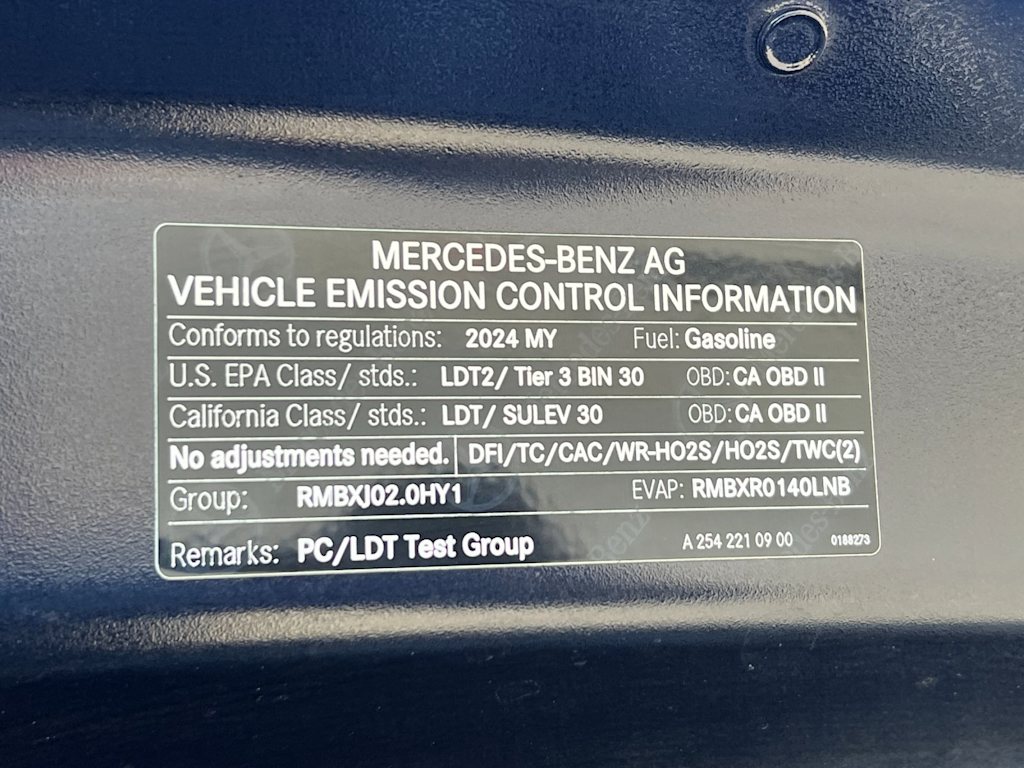 MERCEDES-BENZ AG
VEHICLE EMISSION CONTROL INFORMATION
Conforms to regulations: 2024 MY Fuel: Gasoline
U.S. EPA Class/ stds.: LDT2/ Tier 3 BIN 30 OBD: CA OBD II
California Class/ stds.: LDT/ SULEV 30 OBD: CA OBD II
No adjustments needed. DFI/TC/CAC/WR-HO2S/HO2S/TWC(2)
Group: RMBXJ02.0HY1 EVAP: RMBXR0140LNB
Remarks: PC/LDT Test Group A 254 221 09 00 0188273